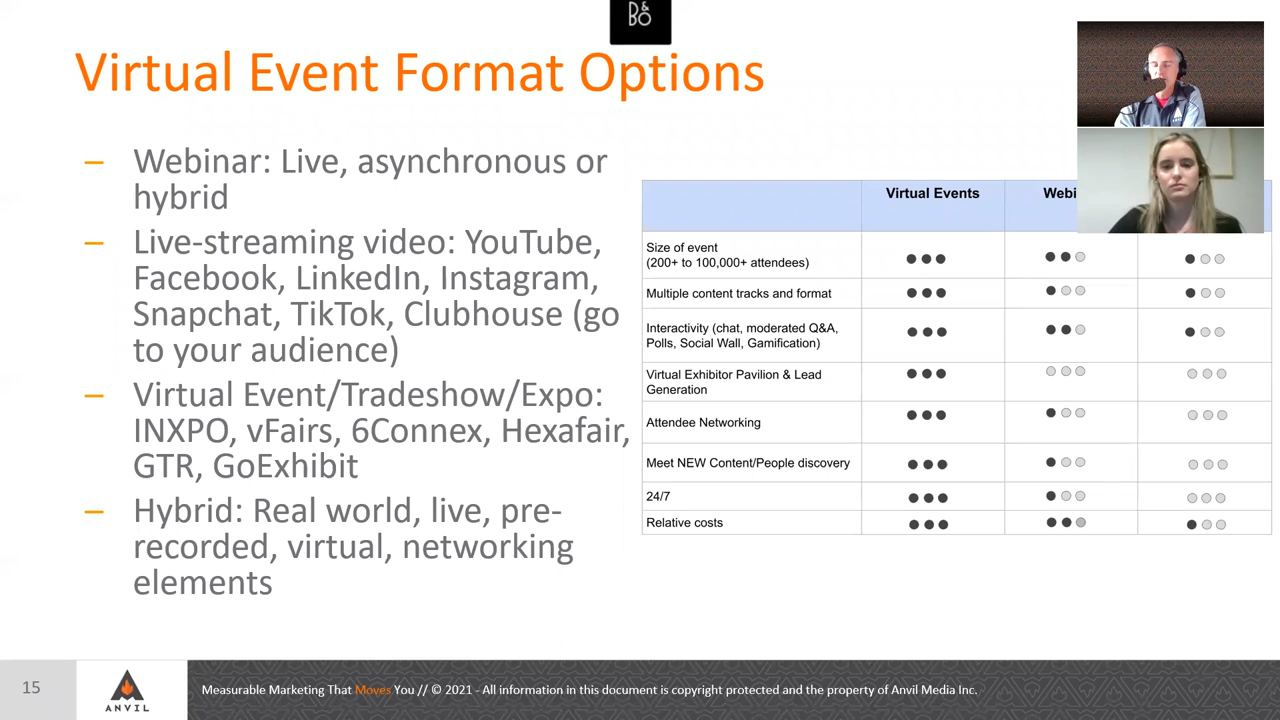 D&
BO
Virtual Event Format Options
– Webinar: Live, asynchronous or
hybrid
– Live-streaming video: YouTube,
Facebook, LinkedIn, Instagram,
Snapchat, TikTok, Clubhouse (go
to your audience)
– Virtual Event/Tradeshow/Expo:
INXPO, vFairs, 6Connex, Hexafair,
GTR, GoExhibit
– Hybrid: Real world, live, pre-
recorded, virtual, networking
elements
Virtual Events
Webi
Size of event
(200+ to 100,000+ attendees)
Multiple content tracks and format
Interactivity (chat, moderated Q&A,
Polls, Social Wall, Gamification)
Virtual Exhibitor Pavilion & Lead
Generation
Attendee Networking
Meet NEW Content/People discovery
24/7
Relative costs
15
ANVIL
Measurable Marketing That Moves You // © 2021 - All information in this document is copyright protected and the property of Anvil Media Inc.